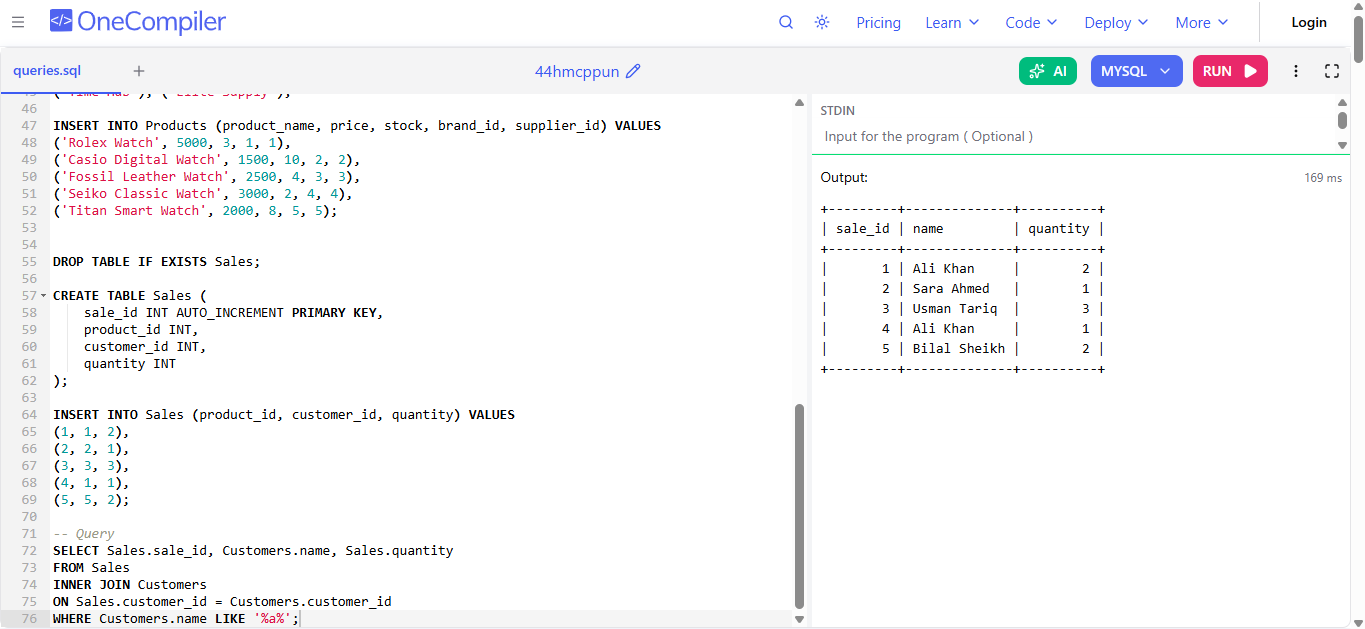 OneCompiler
Pricing Learn Code Deploy More Login
queries.sql + 44hmcppun AI MYSQL RUN
46
47 INSERT INTO Products (product_name, price, stock, brand_id, supplier_id) VALUES
48 ('Rolex Watch', 5000, 3, 1, 1),
49 ('Casio Digital Watch', 1500, 10, 2, 2),
50 ('Fossil Leather Watch', 2500, 4, 3, 3),
51 ('Seiko Classic Watch', 3000, 2, 4, 4),
52 ('Titan Smart Watch', 2000, 8, 5, 5);
53
54
55 DROP TABLE IF EXISTS Sales;
56
57 CREATE TABLE Sales (
58 sale_id INT AUTO_INCREMENT PRIMARY KEY,
59 product_id INT,
60 customer_id INT,
61 quantity INT
62 );
63
64 INSERT INTO Sales (product_id, customer_id, quantity) VALUES
65 (1, 1, 2),
66 (2, 2, 1),
67 (3, 3, 3),
68 (4, 1, 1),
69 (5, 5, 2);
70
71 -- Query
72 SELECT Sales.sale_id, Customers.name, Sales.quantity
73 FROM Sales
74 INNER JOIN Customers
75 ON Sales.customer_id = Customers.customer_id
76 WHERE Customers.name LIKE '%a%';
STDIN
Input for the program ( Optional )
Output: 169 ms
+---------+--------------+----------+
| sale_id | name         | quantity |
+---------+--------------+----------+
|       1 | Ali Khan     |        2 |
|       2 | Sara Ahmed   |        1 |
|       3 | Usman Tariq  |        3 |
|       4 | Ali Khan     |        1 |
|       5 | Bilal Sheikh |        2 |
+---------+--------------+----------+